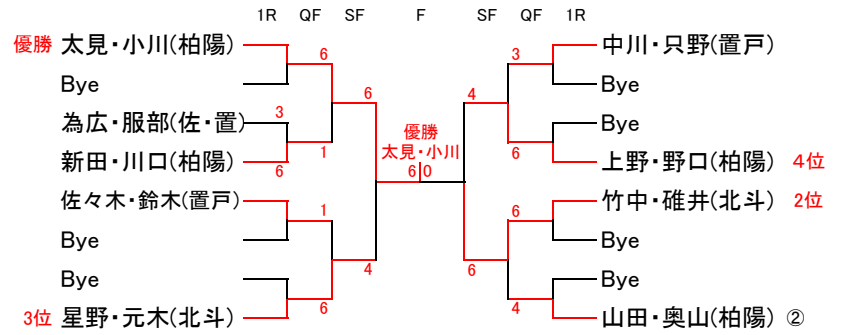 1R QF SF F SF QF 1R
優勝 太見・小川(柏陽) 6 3 中川・只野(置戸)
Bye 6 4 Bye
為広・服部(佐・置) 3 優勝 Bye
太見・小川
新田・川口(柏陽) 6 1 6 0 6 上野・野口(柏陽) 4位
佐々木・鈴木(置戸) 1 6 竹中・碓井(北斗) 2位
Bye 4 6 Bye
Bye Bye
3位 星野・元木(北斗) 6 4 山田・奥山(柏陽) ②